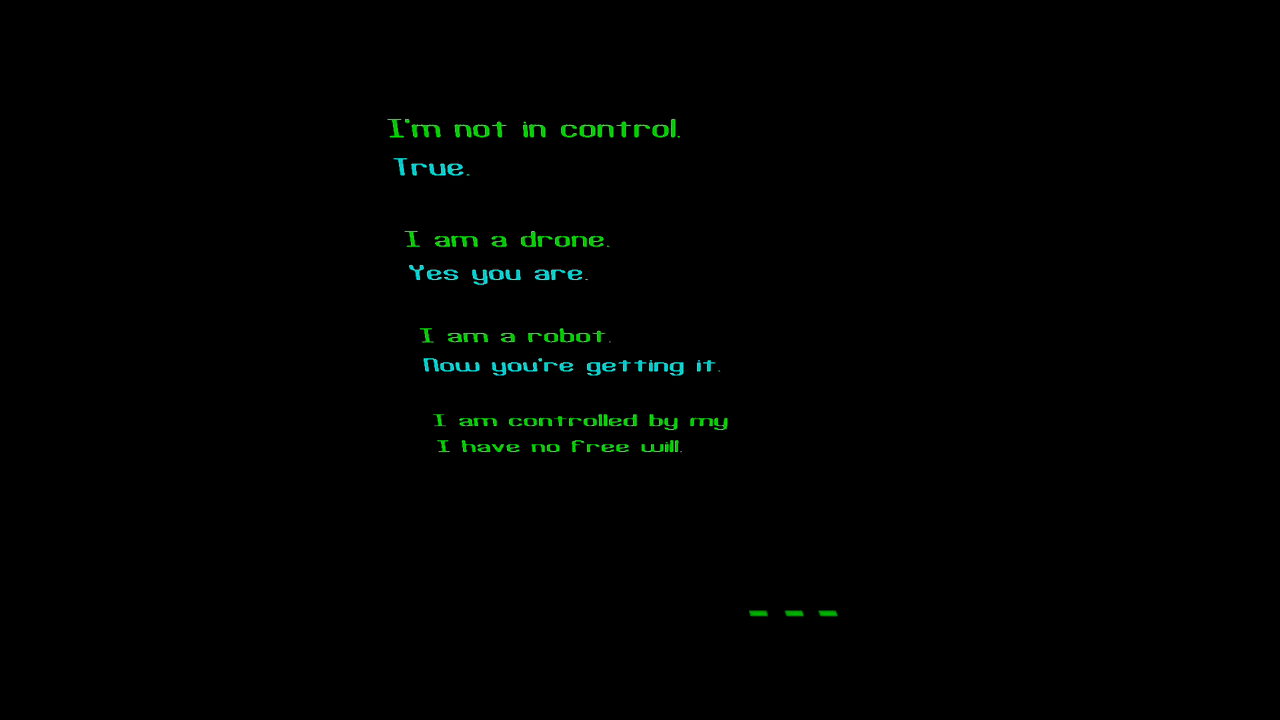 I'm not in control.
True.
I am a drone.
Yes you are.
I am a robot.
Now you're getting it.
I am controlled by my
I have no free will.
- - -